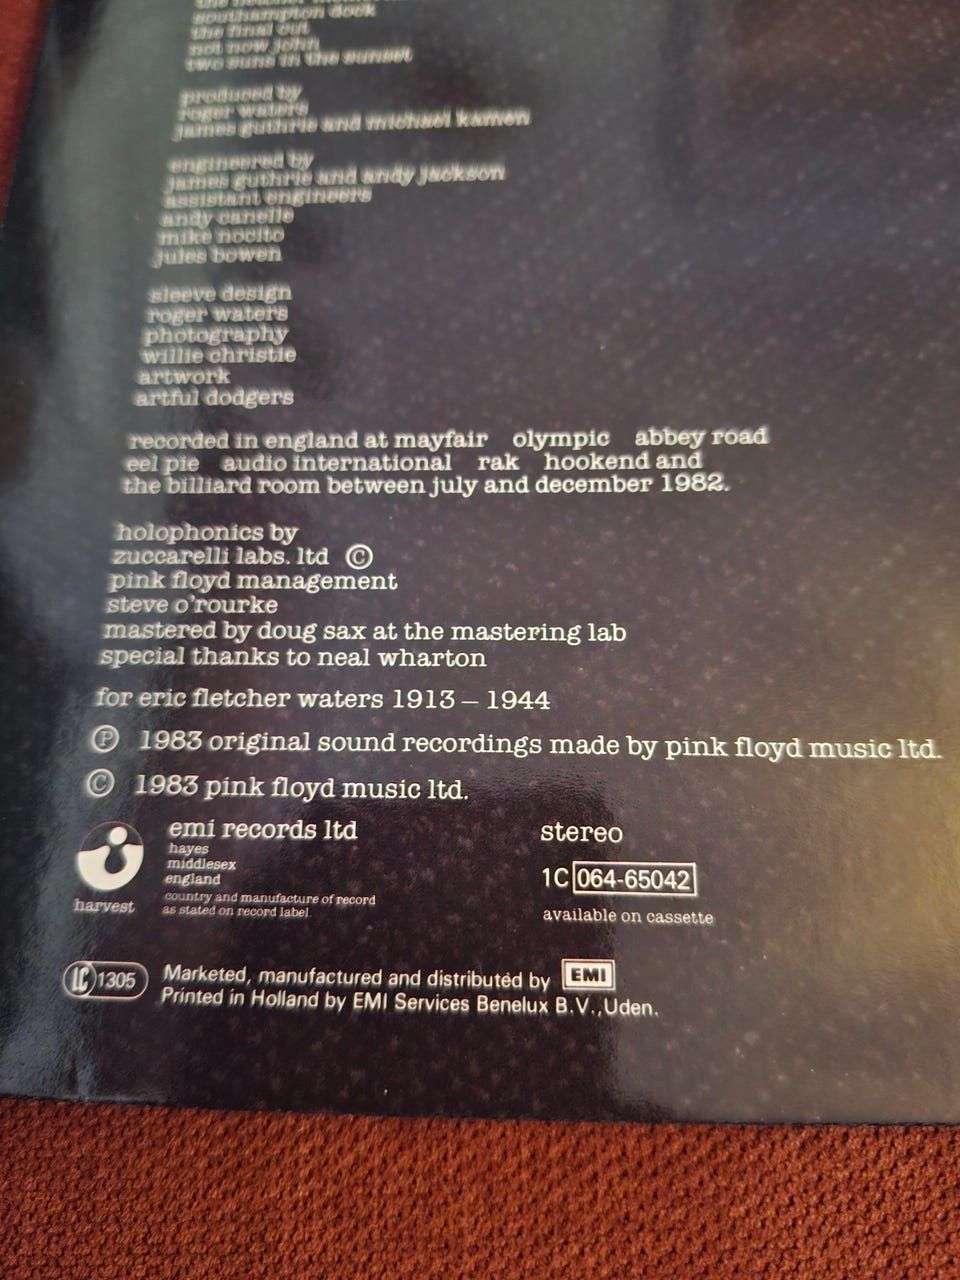 the fletcher
southampton dock
the final cut
not now john
two suns in the sunset
produced by
roger waters
james guthrie and michael kamen
engineered by
james guthrie and andy jackson
assistant engineers
andy canelle
mike nocito
jules bowen
sleeve design
roger waters
photography
willie christie
artwork
artful dodgers
recorded in england at mayfair olympic abbey road
eel pie audio international rak hookend and
the billiard room between july and december 1982.
holophonics by
zuccarelli labs. ltd ©
pink floyd management
steve o'rourke
mastered by doug sax at the mastering lab
special thanks to neal wharton
for eric fletcher waters 1913 – 1944
℗ 1983 original sound recordings made by pink floyd music ltd.
© 1983 pink floyd music ltd.
emi records ltd
hayes
middlesex
england
country and manufacture of record
as stated on record label.
harvest
stereo
1C 064-65042
available on cassette
LC 1305
Marketed, manufactured and distributed by EMI
Printed in Holland by EMI Services Benelux B.V.,Uden.